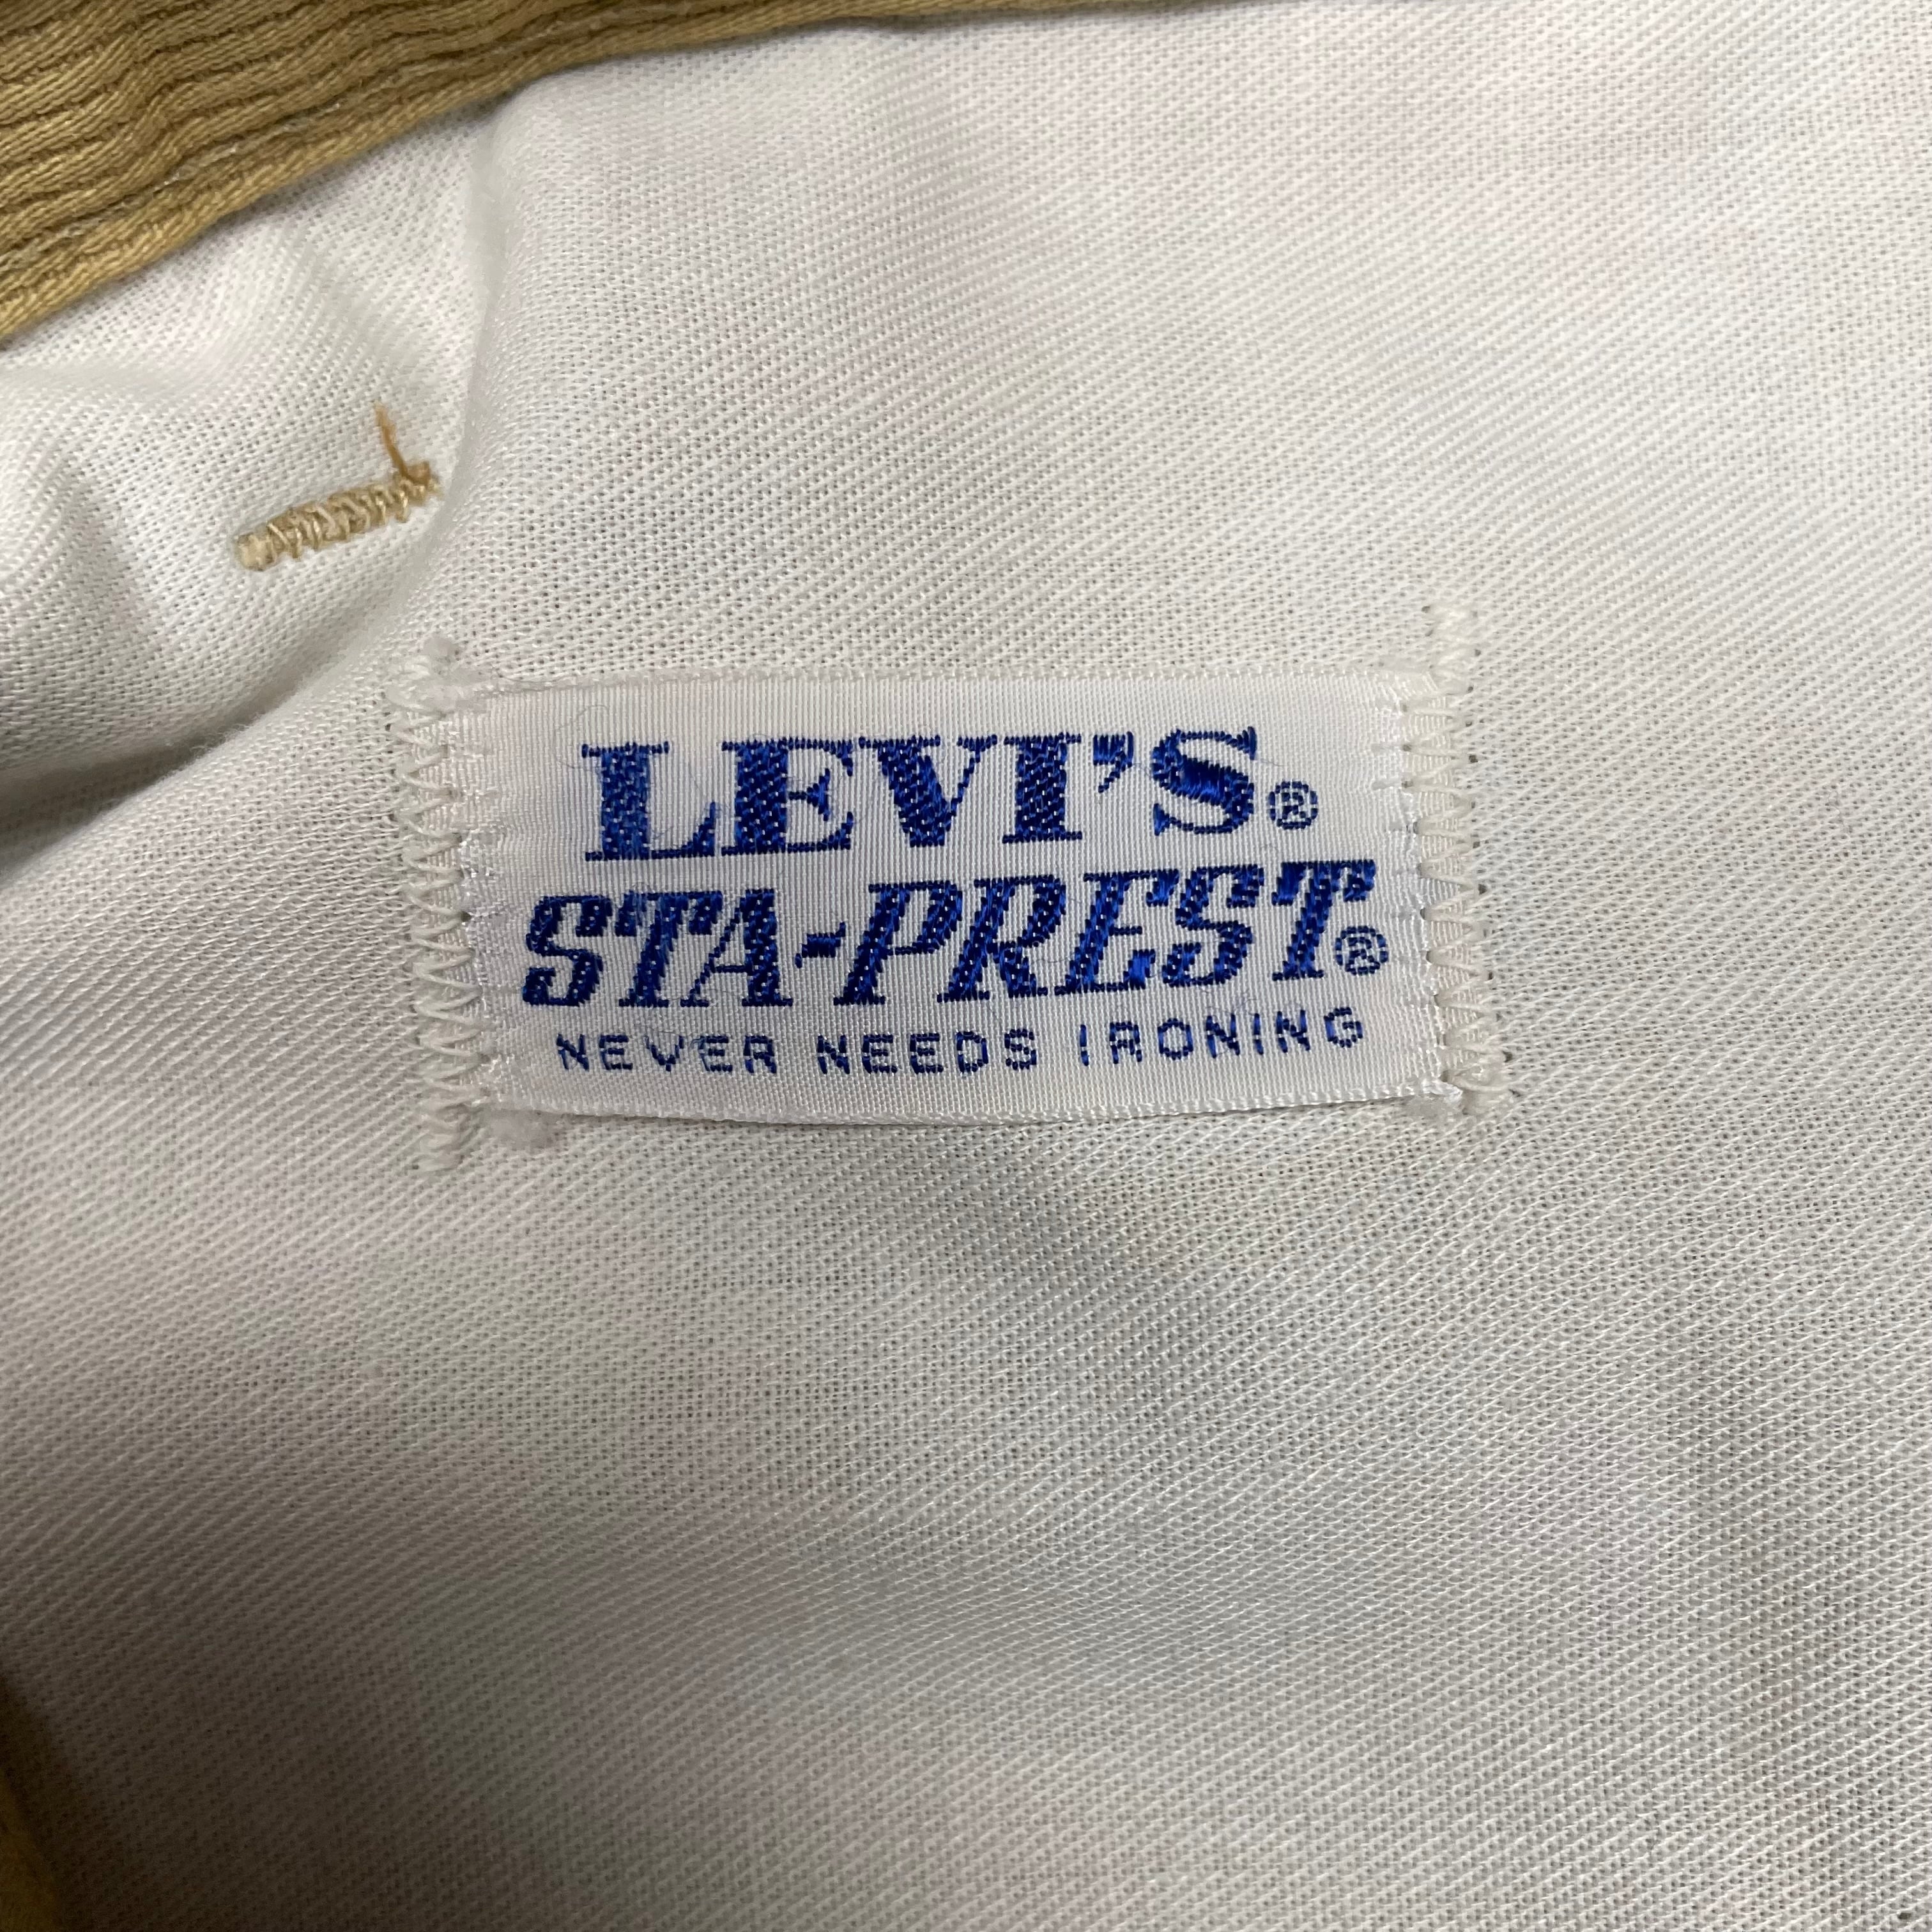 LEVI'S®
STA-PREST®
NEVER NEEDS IRONING